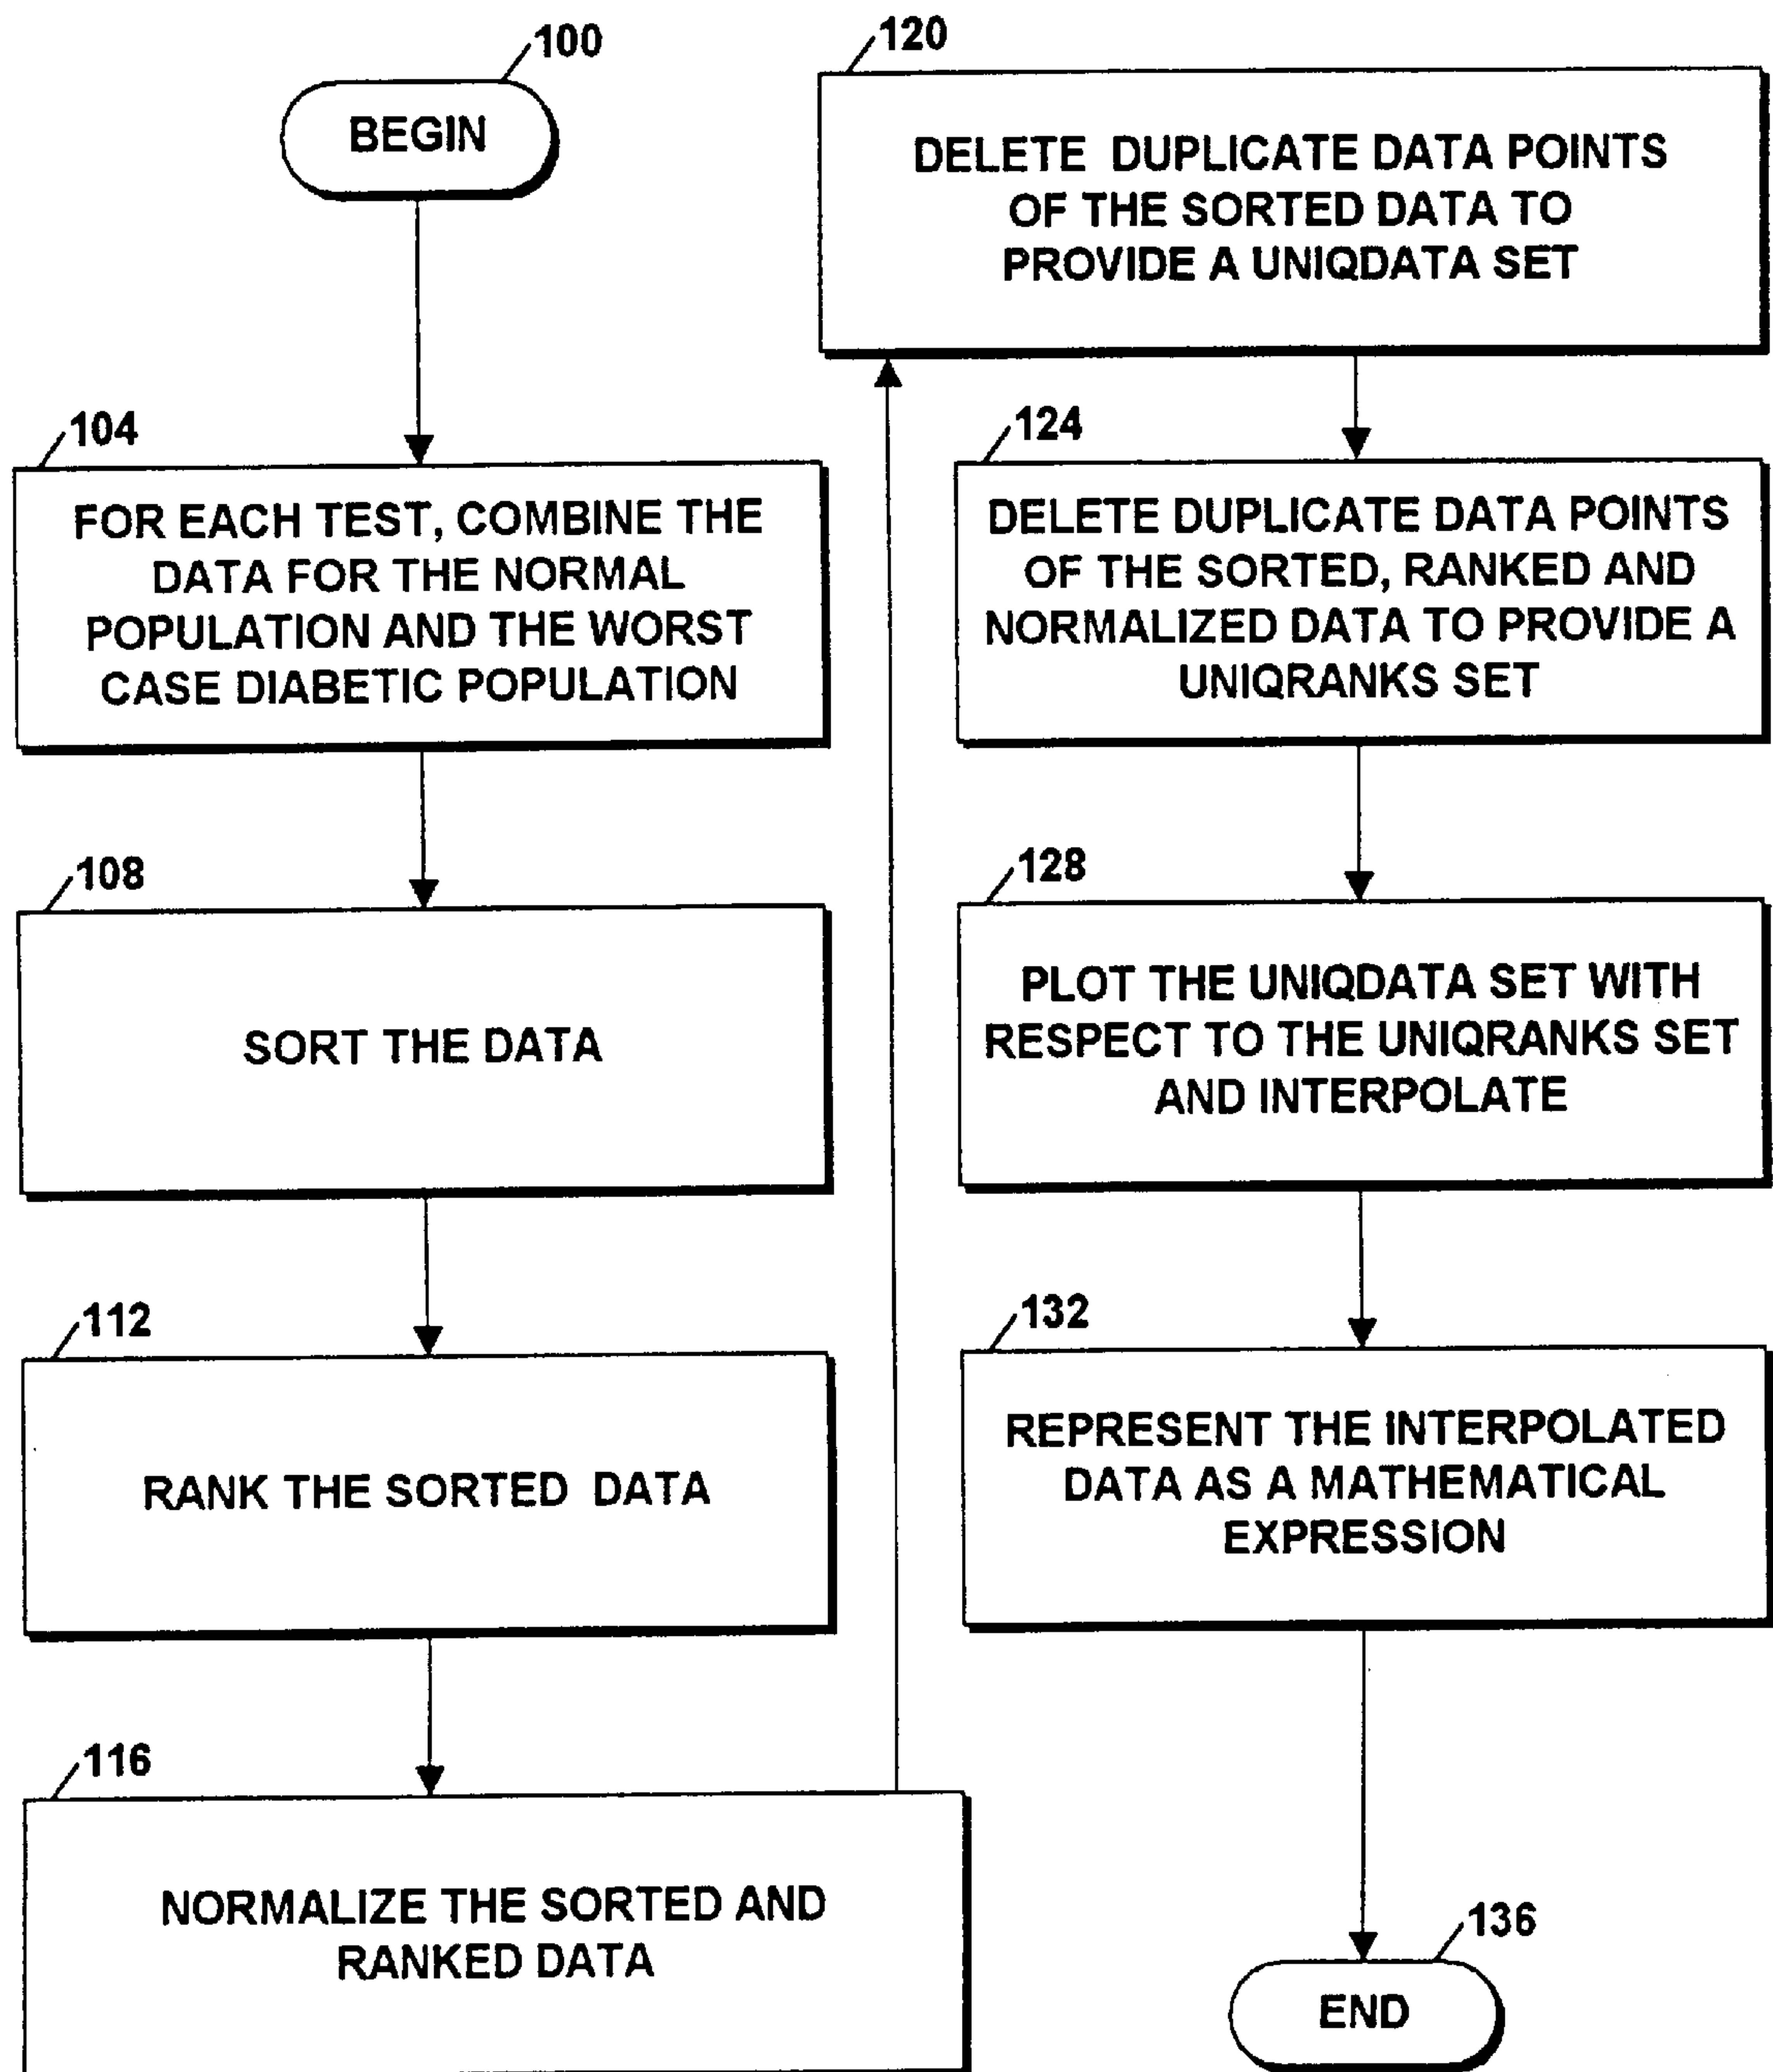 100
BEGIN
104
FOR EACH TEST, COMBINE THE
DATA FOR THE NORMAL
POPULATION AND THE WORST
CASE DIABETIC POPULATION
108
SORT THE DATA
112
RANK THE SORTED DATA
116
NORMALIZE THE SORTED AND
RANKED DATA
120
DELETE DUPLICATE DATA POINTS
OF THE SORTED DATA TO
PROVIDE A UNIQDATA SET
124
DELETE DUPLICATE DATA POINTS
OF THE SORTED, RANKED AND
NORMALIZED DATA TO PROVIDE A
UNIQRANKS SET
128
PLOT THE UNIQDATA SET WITH
RESPECT TO THE UNIQRANKS SET
AND INTERPOLATE
132
REPRESENT THE INTERPOLATED
DATA AS A MATHEMATICAL
EXPRESSION
136
END